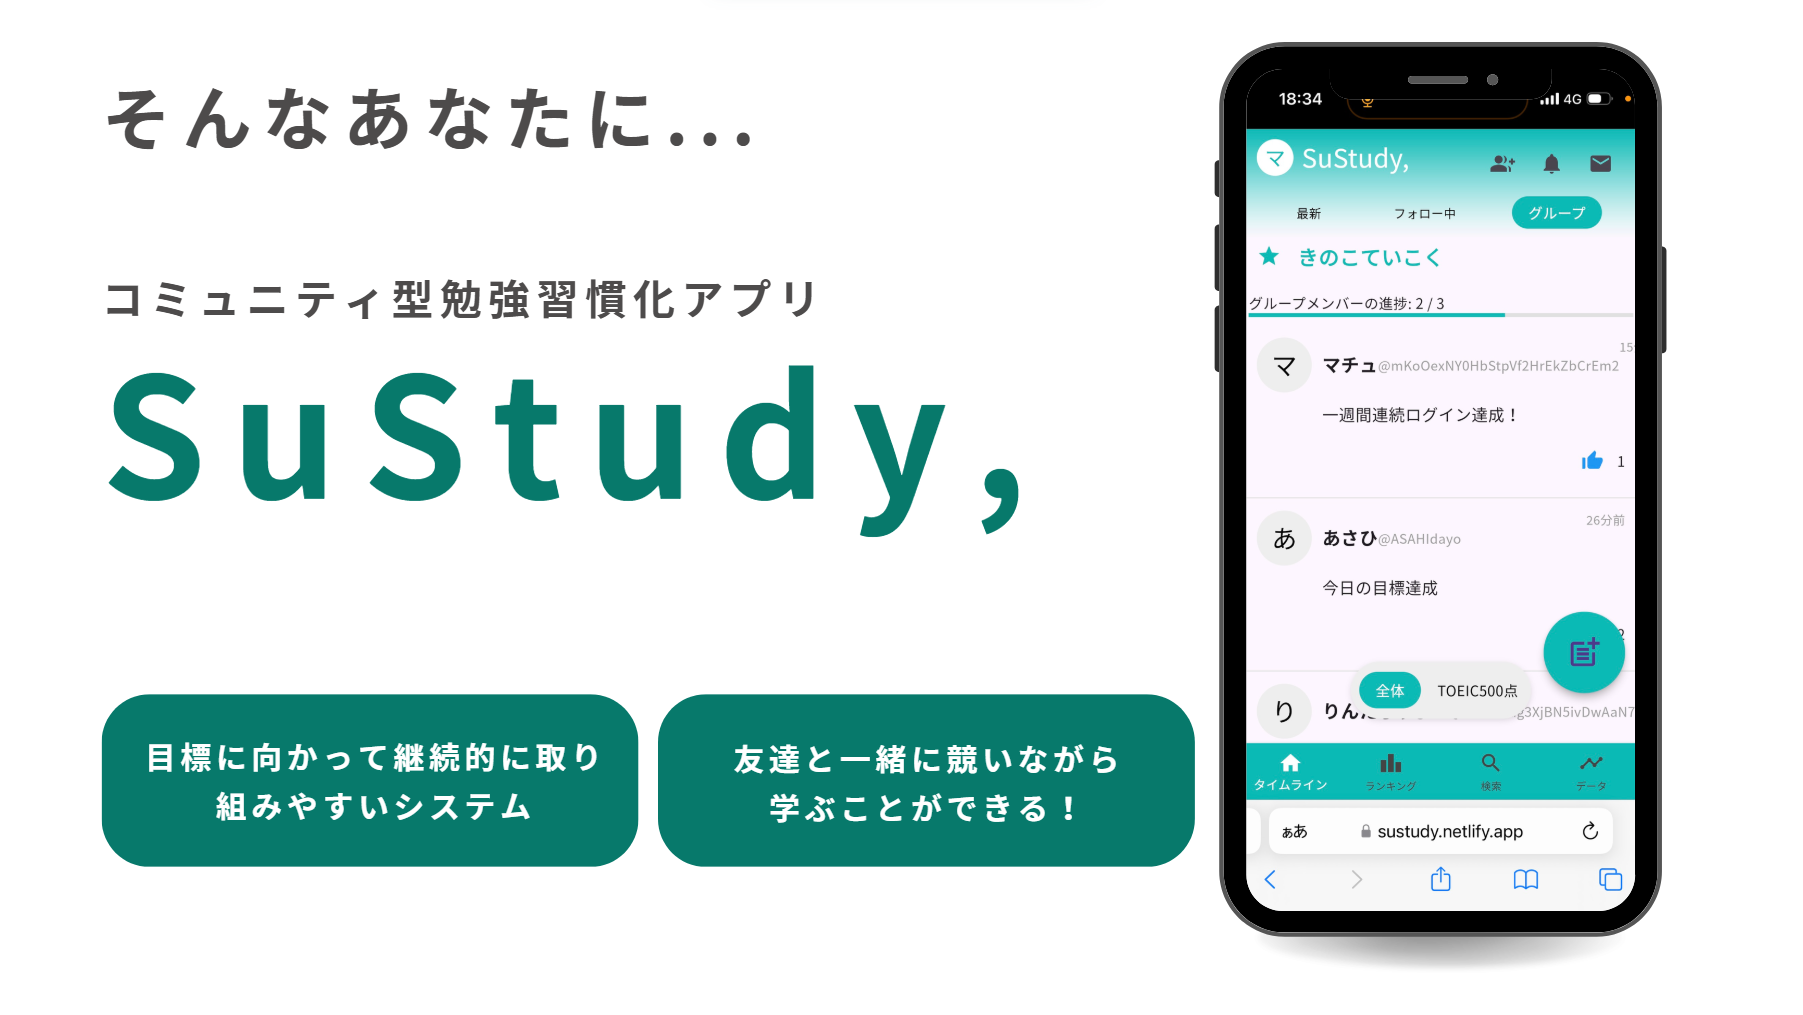 そんなあなたに...
コミュニティ型勉強習慣化アプリ
SuStudy,
目標に向かって継続的に取り
組みやすいシステム
友達と一緒に競いながら
学ぶことができる！
18:34
4G
マ SuStudy,
最新 フォロー中 グループ
きのこていこく
グループメンバーの進捗: 2 / 3
15
マ マチュ@mKoOexNY0HbStpVf2HrEkZbCrEm2
一週間連続ログイン達成！
1
26分前
あ あさひ@ASAHIdayo
今日の目標達成
2
全体 TOEIC500点
り りん g3XjBN5ivDwAaN7
タイムライン ランキング 検索 データ
ぁあ sustudy.netlify.app